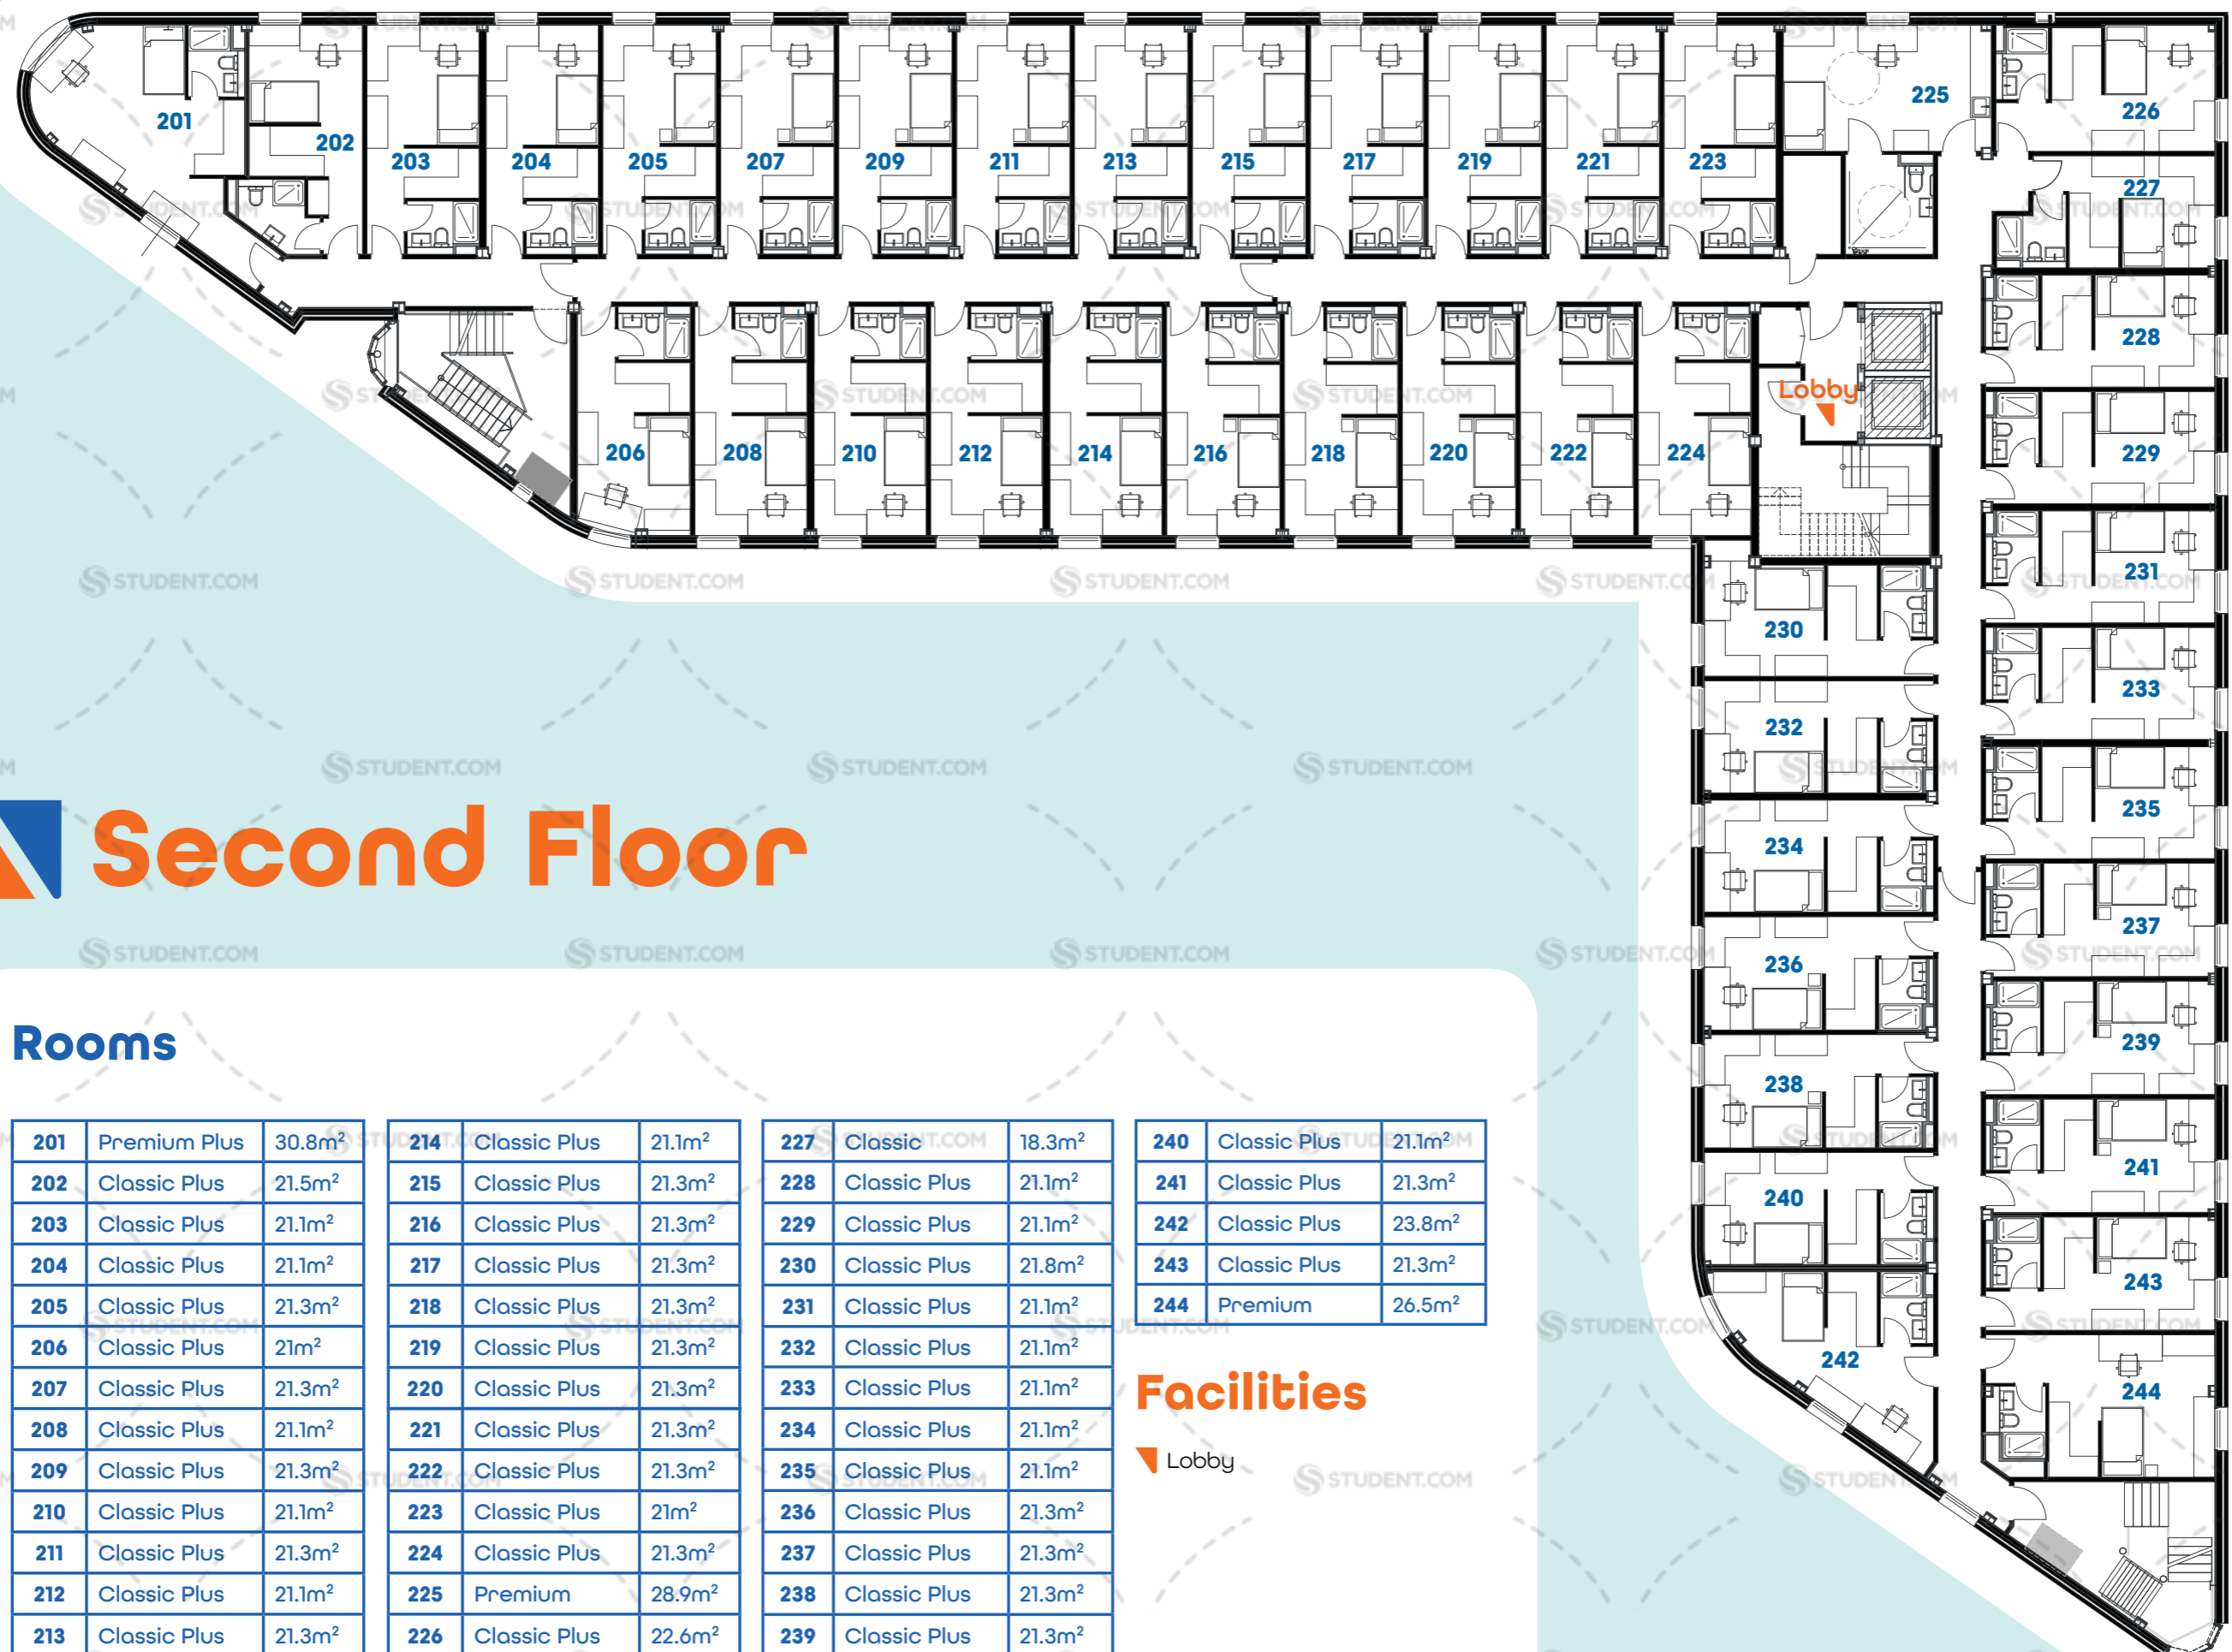 201
202
203
204
205
207
209
211
213
215
217
219
221
223
225
226
227
228
229
231
233
235
237
239
241
243
244
206
208
210
212
214
216
218
220
222
224
Lobby
230
232
234
236
238
240
242
Second Floor
Rooms
201 Premium Plus 30.8m²
202 Classic Plus 21.5m²
203 Classic Plus 21.1m²
204 Classic Plus 21.1m²
205 Classic Plus 21.3m²
206 Classic Plus 21m²
207 Classic Plus 21.3m²
208 Classic Plus 21.1m²
209 Classic Plus 21.3m²
210 Classic Plus 21.1m²
211 Classic Plus 21.3m²
212 Classic Plus 21.1m²
213 Classic Plus 21.3m²
214 Classic Plus 21.1m²
215 Classic Plus 21.3m²
216 Classic Plus 21.3m²
217 Classic Plus 21.3m²
218 Classic Plus 21.3m²
219 Classic Plus 21.3m²
220 Classic Plus 21.3m²
221 Classic Plus 21.3m²
222 Classic Plus 21.3m²
223 Classic Plus 21m²
224 Classic Plus 21.3m²
225 Premium 28.9m²
226 Classic Plus 22.6m²
227 Classic 18.3m²
228 Classic Plus 21.1m²
229 Classic Plus 21.1m²
230 Classic Plus 21.8m²
231 Classic Plus 21.1m²
232 Classic Plus 21.1m²
233 Classic Plus 21.1m²
234 Classic Plus 21.1m²
235 Classic Plus 21.1m²
236 Classic Plus 21.3m²
237 Classic Plus 21.3m²
238 Classic Plus 21.3m²
239 Classic Plus 21.3m²
240 Classic Plus 21.1m²
241 Classic Plus 21.3m²
242 Classic Plus 23.8m²
243 Classic Plus 21.3m²
244 Premium 26.5m²
Facilities
Lobby
STUDENT.COM